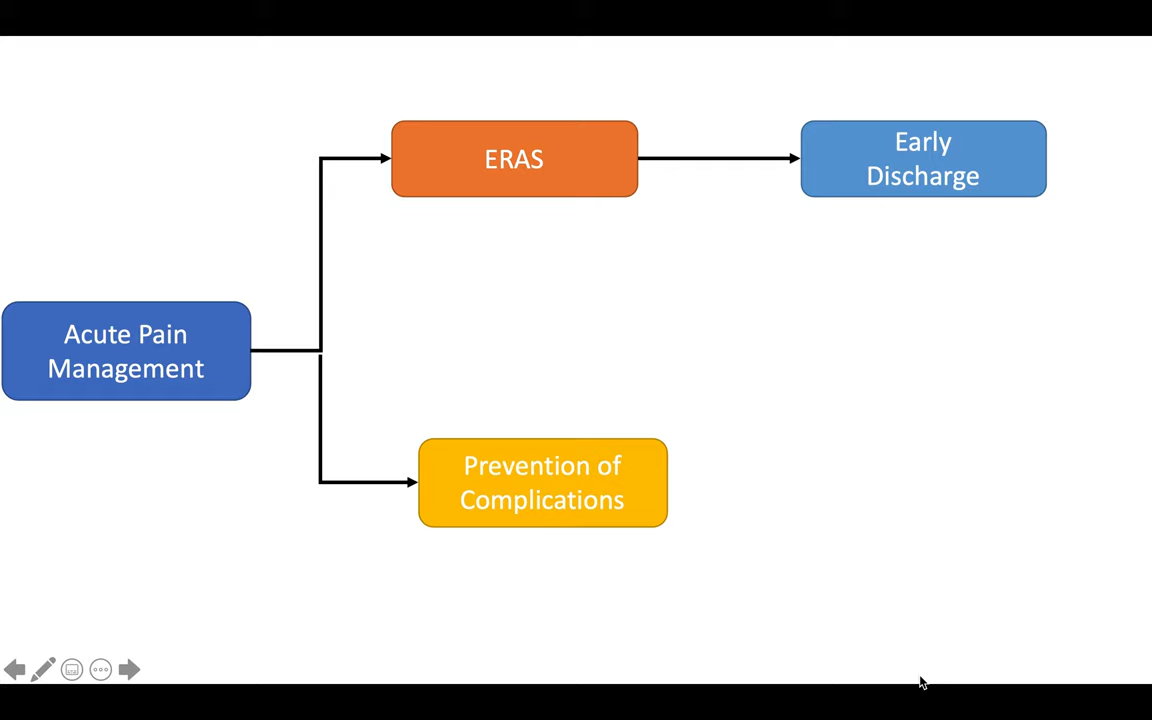 ERAS
Early
Discharge
Acute Pain
Management
Prevention of
Complications